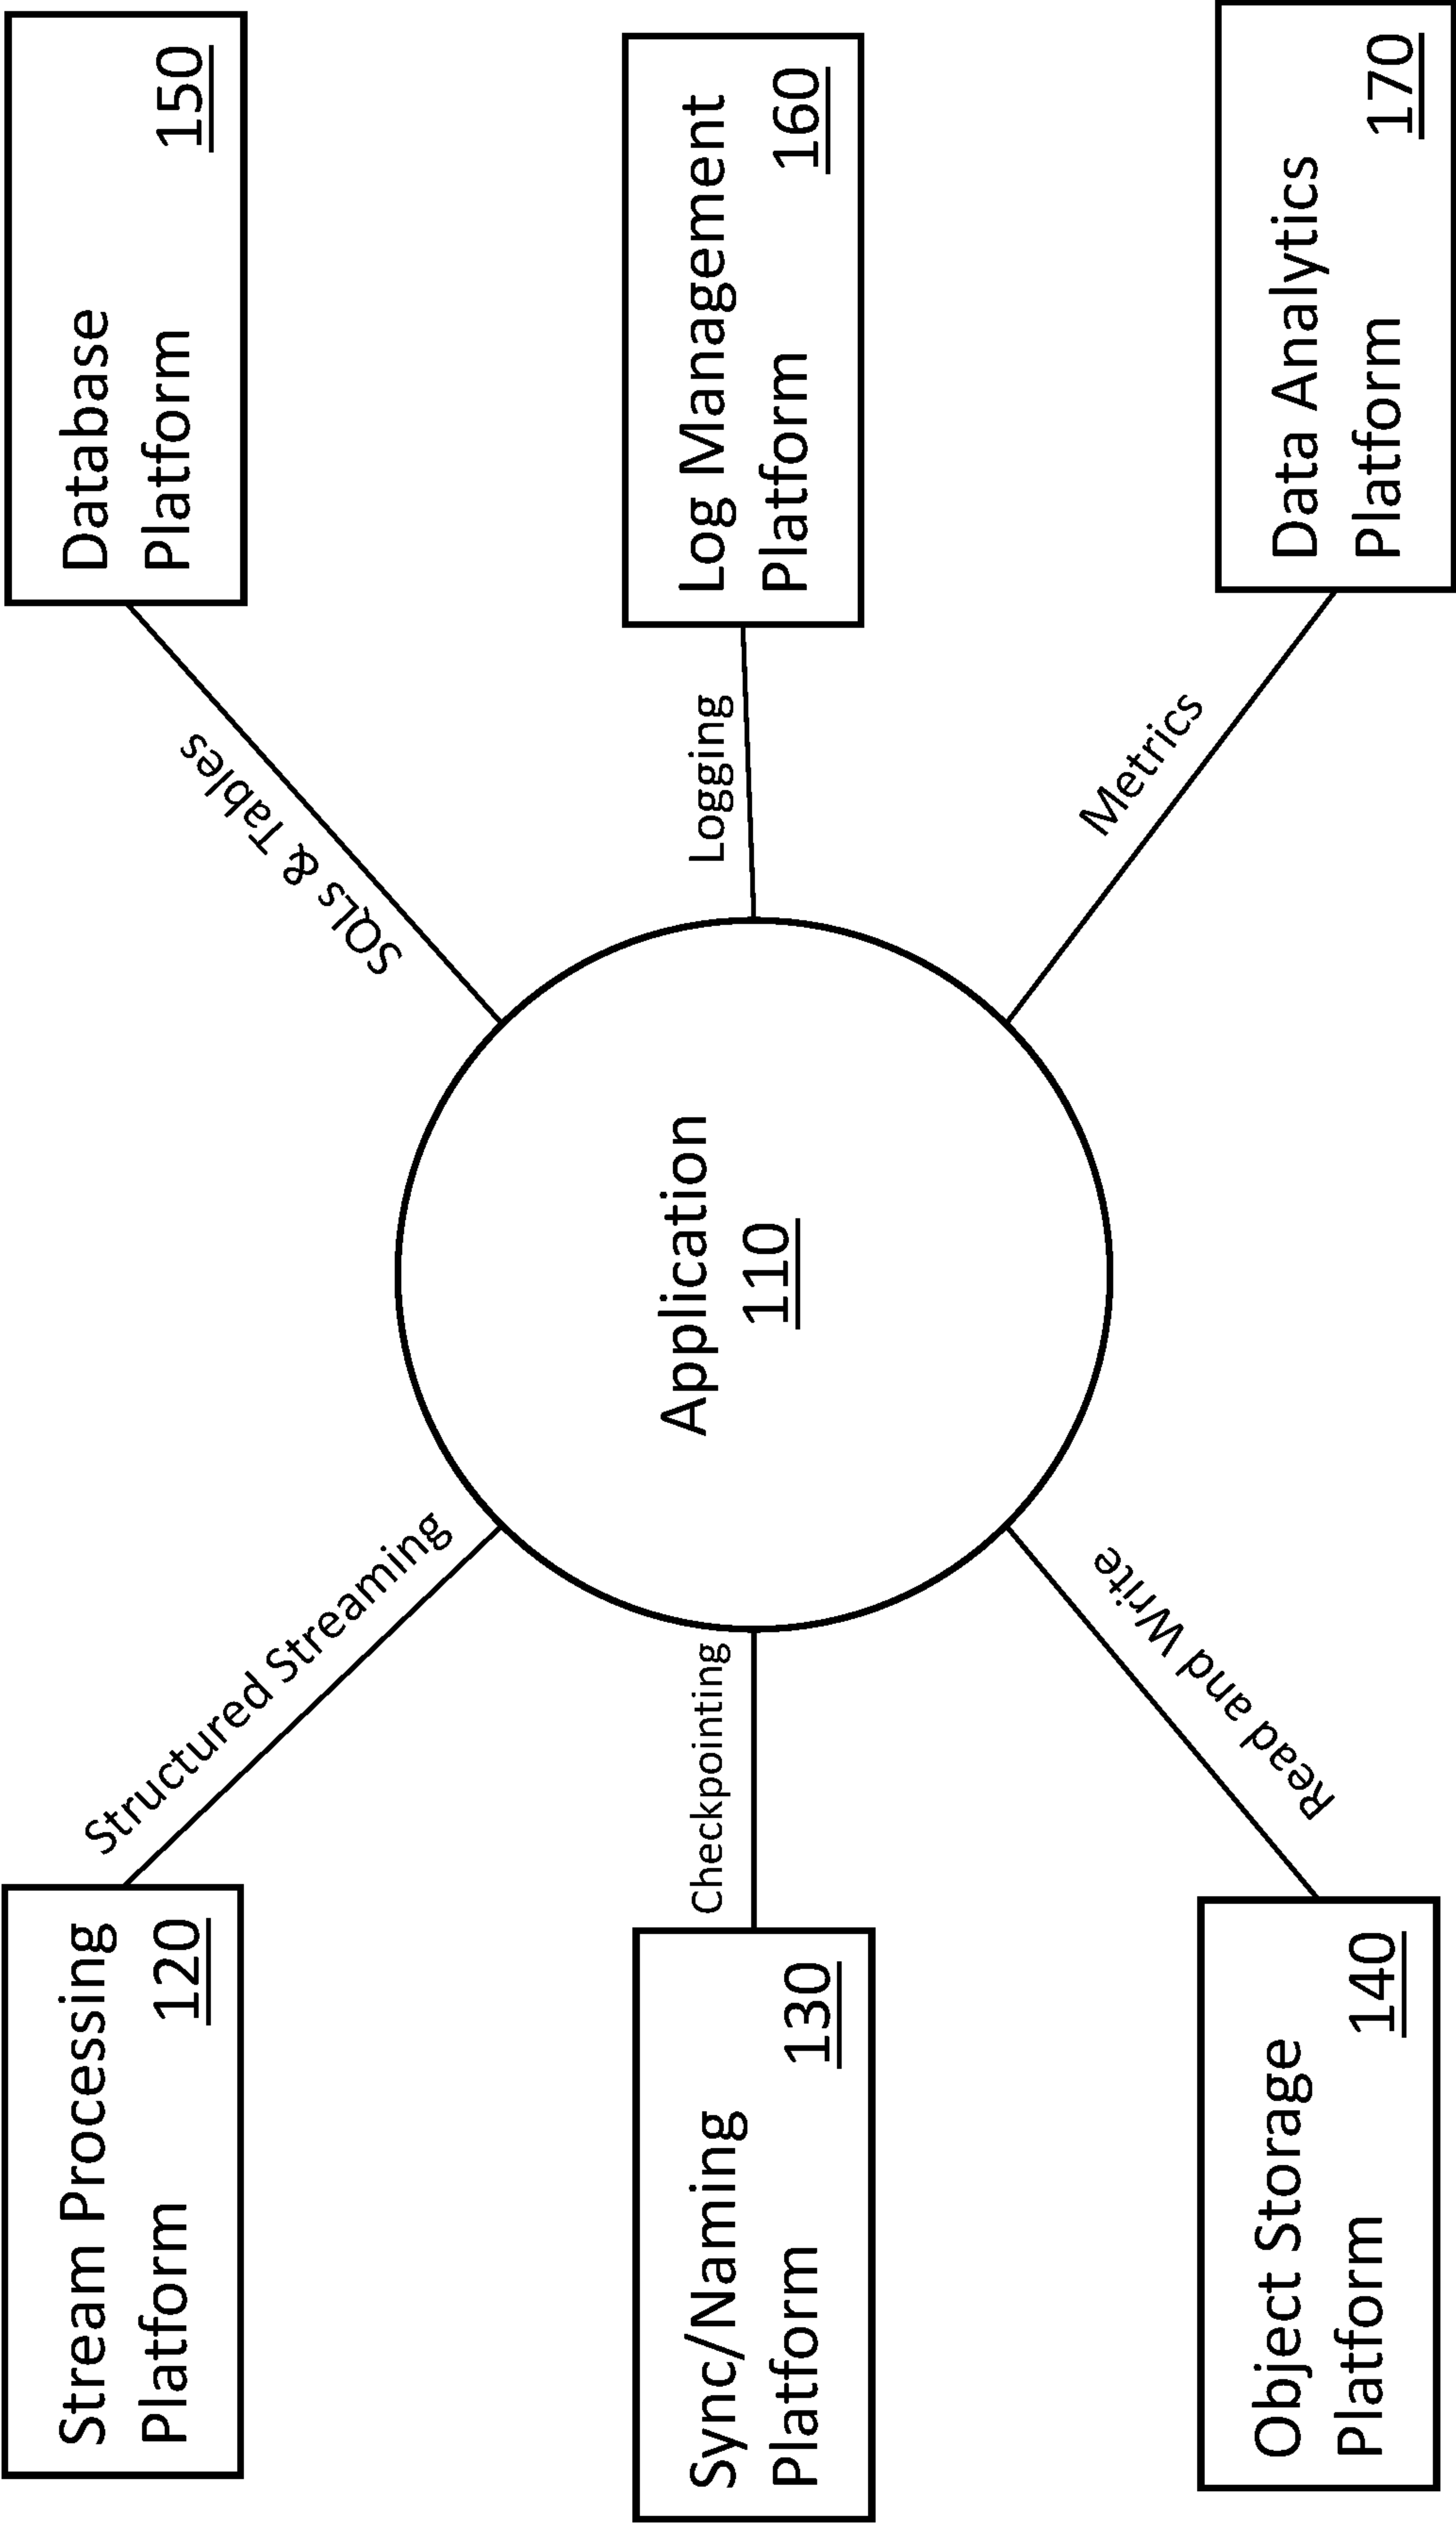 Stream Processing
Platform 120
Structured Streaming
SQLs & Tables
Database
Platform 150
Sync/Naming
Platform 130
Checkpointing
Application
110
Logging
Log Management
Platform 160
Object Storage
Platform 140
Read and Write
Metrics
Data Analytics
Platform 170